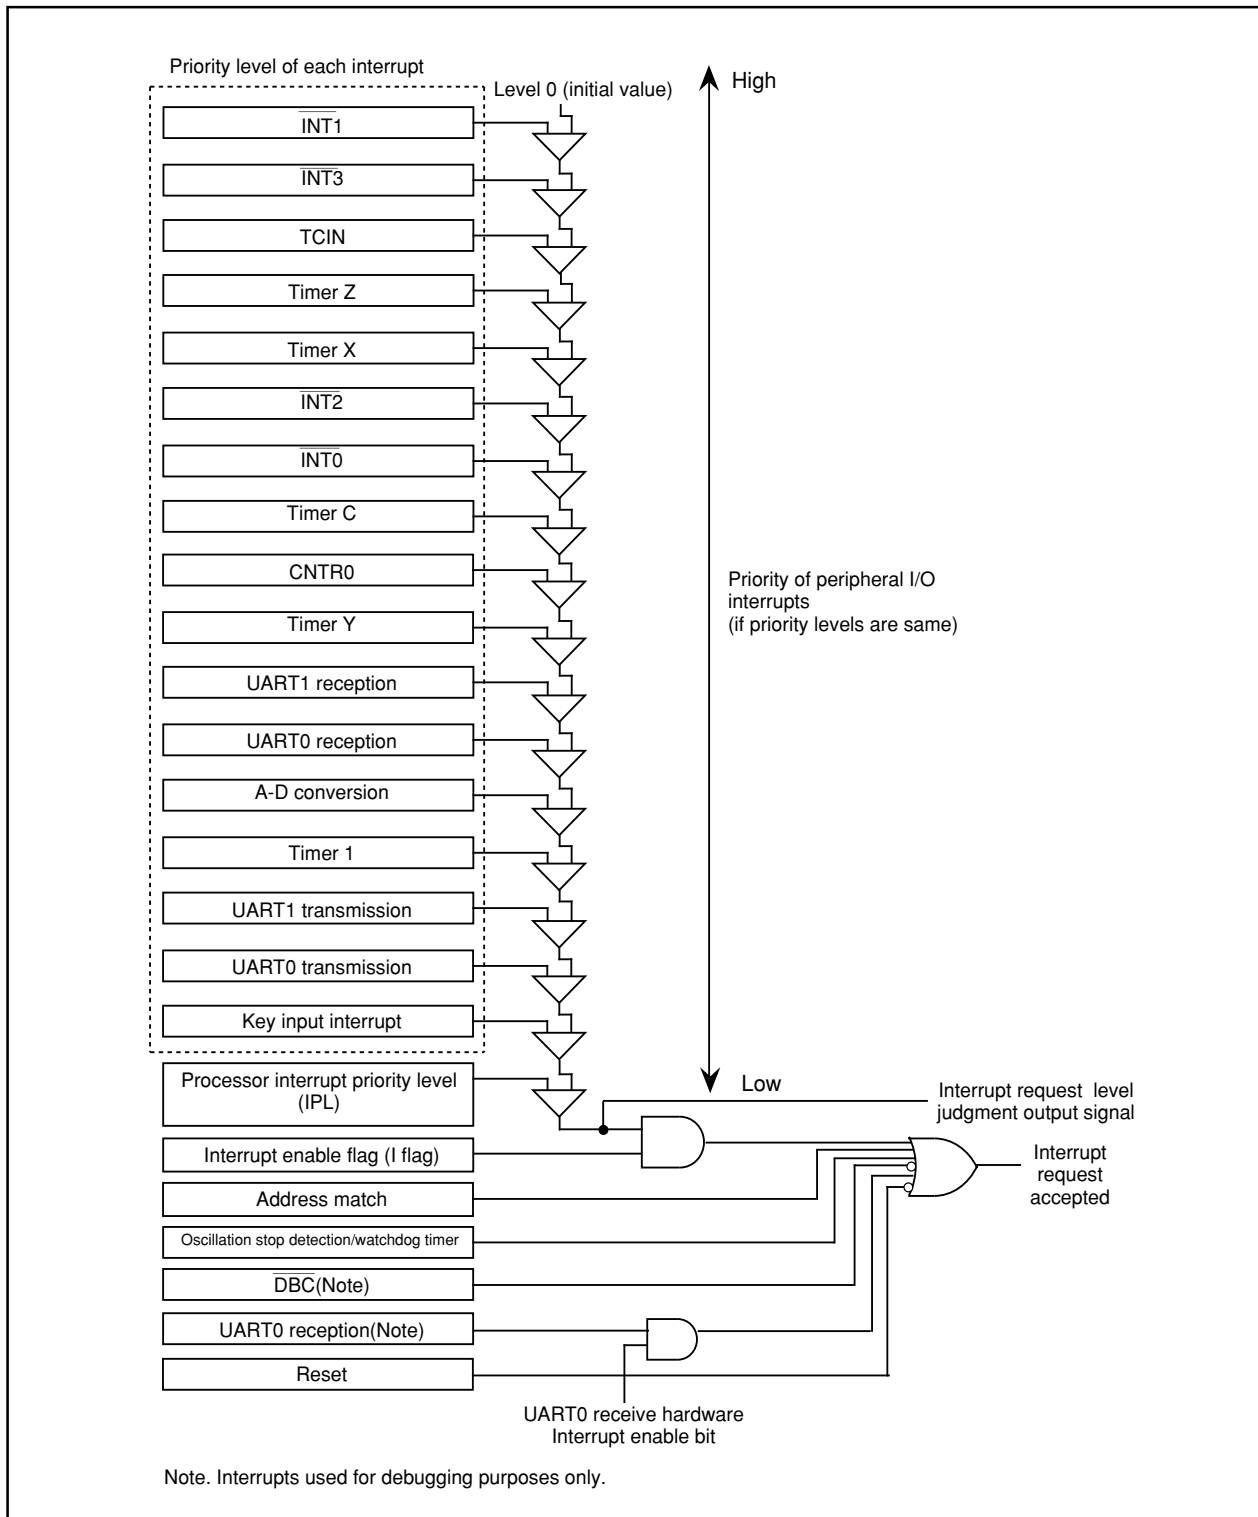 Priority level of each interrupt
Level 0 (initial value)
High
INT1
INT3
TCIN
Timer Z
Timer X
INT2
INT0
Timer C
CNTR0
Timer Y
UART1 reception
UART0 reception
A-D conversion
Timer 1
UART1 transmission
UART0 transmission
Key input interrupt
Priority of peripheral I/O
interrupts
(if priority levels are same)
Processor interrupt priority level
(IPL)
Low
Interrupt request level
judgment output signal
Interrupt enable flag (I flag)
Interrupt
request
accepted
Address match
Oscillation stop detection/watchdog timer
DBC(Note)
UART0 reception(Note)
Reset
UART0 receive hardware
Interrupt enable bit
Note. Interrupts used for debugging purposes only.